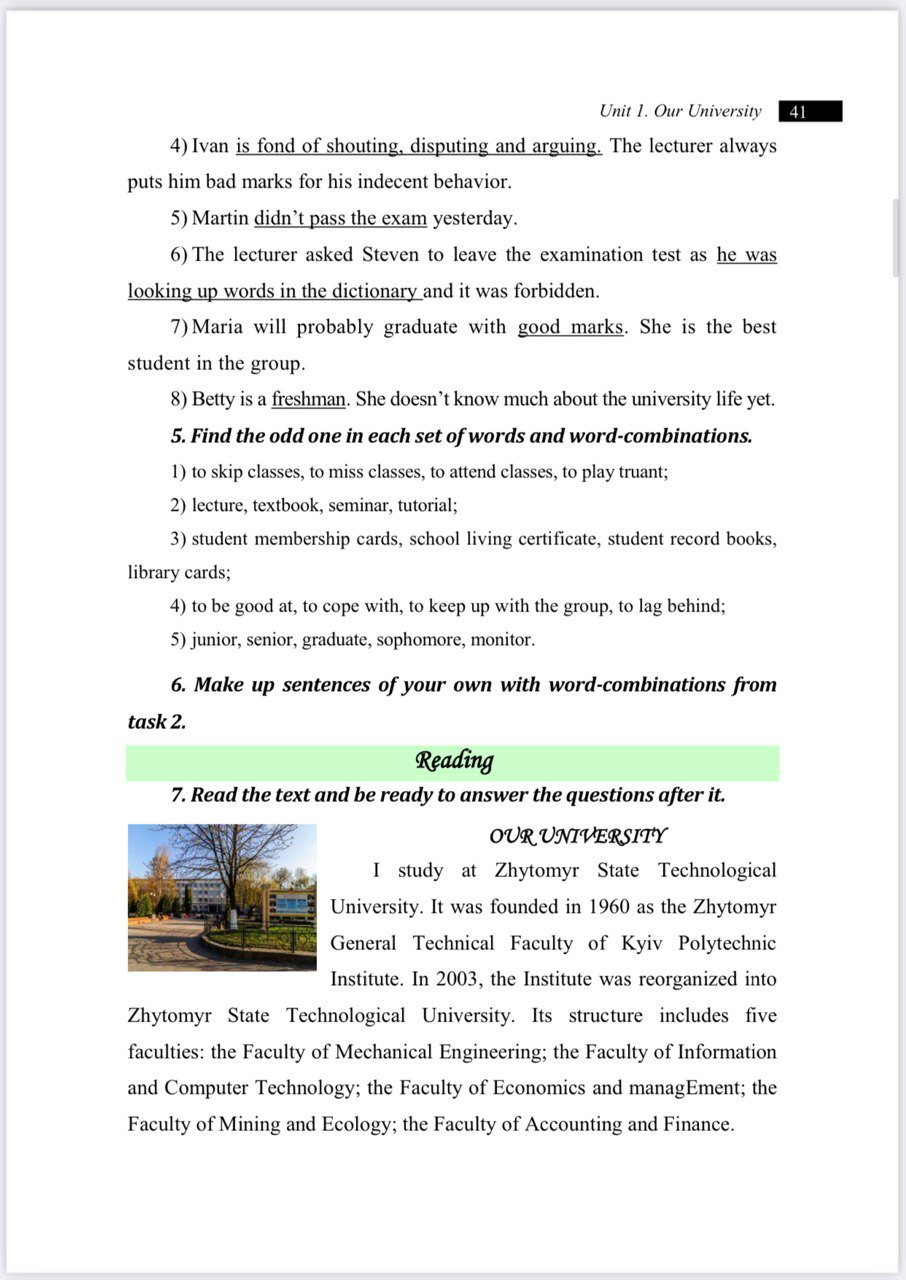 Unit 1. Our University 41
4) Ivan is fond of shouting, disputing and arguing. The lecturer always
puts him bad marks for his indecent behavior.
5) Martin didn’t pass the exam yesterday.
6) The lecturer asked Steven to leave the examination test as he was
looking up words in the dictionary and it was forbidden.
7) Maria will probably graduate with good marks. She is the best
student in the group.
8) Betty is a freshman. She doesn’t know much about the university life yet.
5. Find the odd one in each set of words and word-combinations.
1) to skip classes, to miss classes, to attend classes, to play truant;
2) lecture, textbook, seminar, tutorial;
3) student membership cards, school living certificate, student record books,
library cards;
4) to be good at, to cope with, to keep up with the group, to lag behind;
5) junior, senior, graduate, sophomore, monitor.
6. Make up sentences of your own with word-combinations from
task 2.
Reading
7. Read the text and be ready to answer the questions after it.
OUR UNIVERSITY
I study at Zhytomyr State Technological
University. It was founded in 1960 as the Zhytomyr
General Technical Faculty of Kyiv Polytechnic
Institute. In 2003, the Institute was reorganized into
Zhytomyr State Technological University. Its structure includes five
faculties: the Faculty of Mechanical Engineering; the Faculty of Information
and Computer Technology; the Faculty of Economics and managEment; the
Faculty of Mining and Ecology; the Faculty of Accounting and Finance.